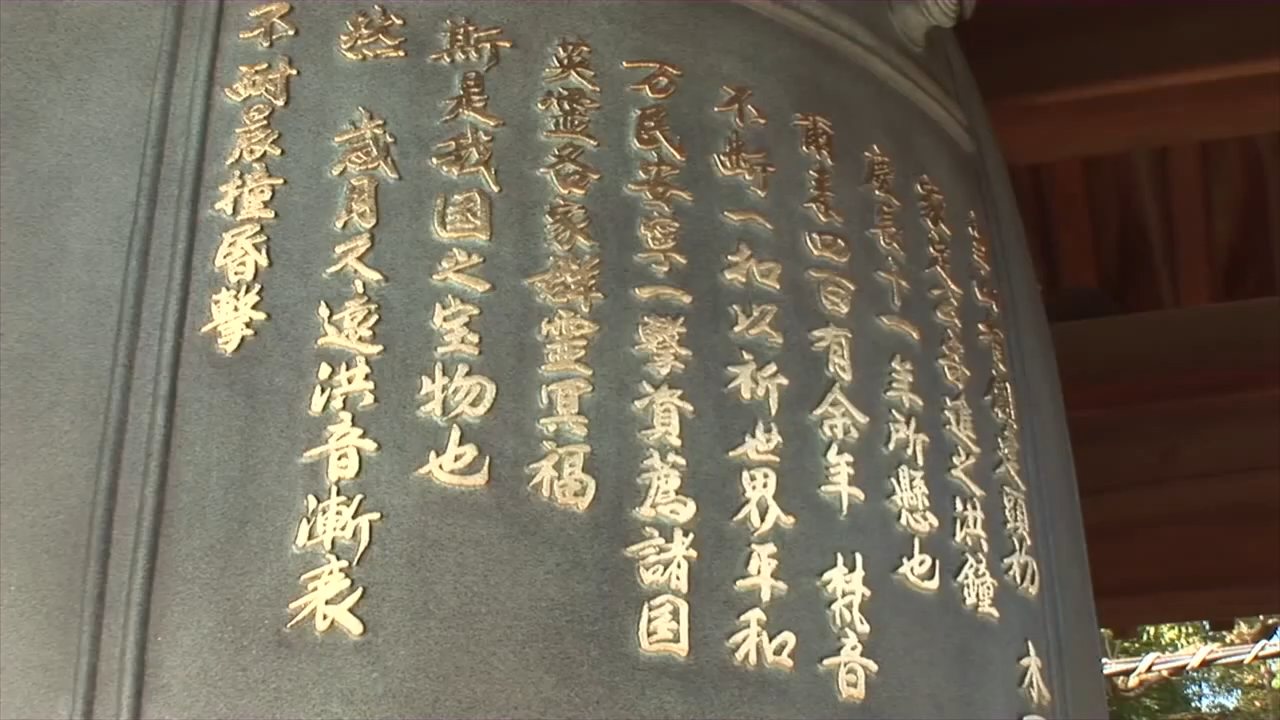 木
進之洪鐘
慶長十一年所懸也
爾来四百有余年 梵音
不断一扣以祈世界平和
万民安寧一撃資薦諸国
英霊各家群霊冥福
斯是我国之宝物也
然 歳月久遠洪音漸衰
不耐晨撞昏撃